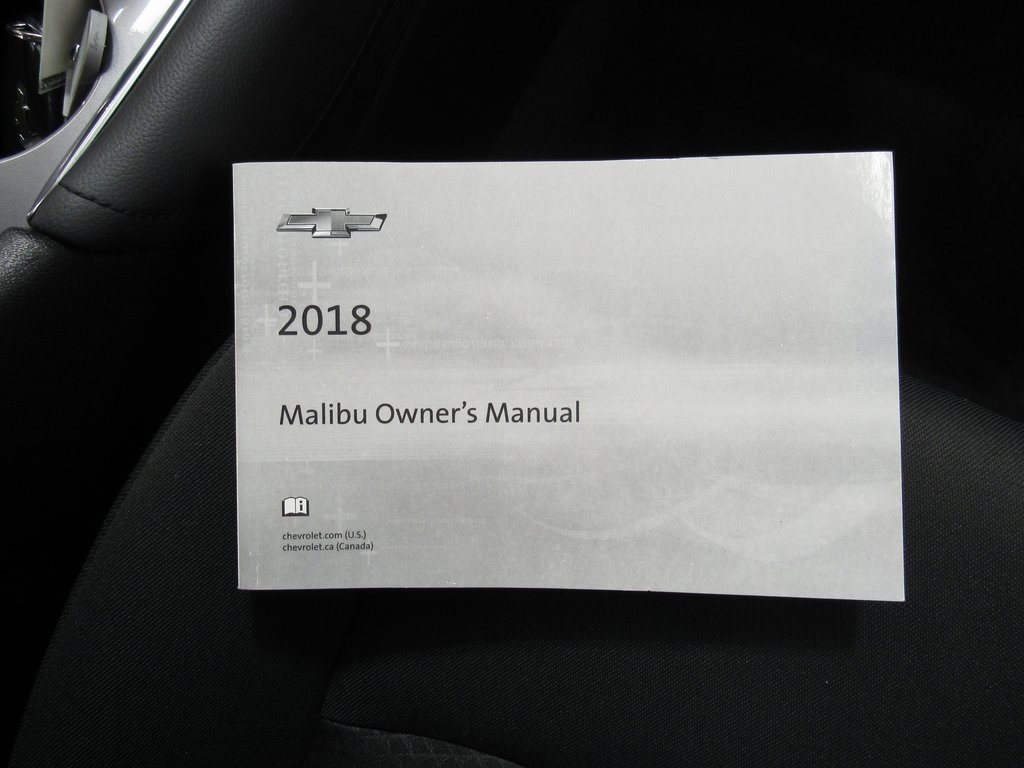 2018
Malibu Owner's Manual
chevrolet.com (U.S.)
chevrolet.ca (Canada)